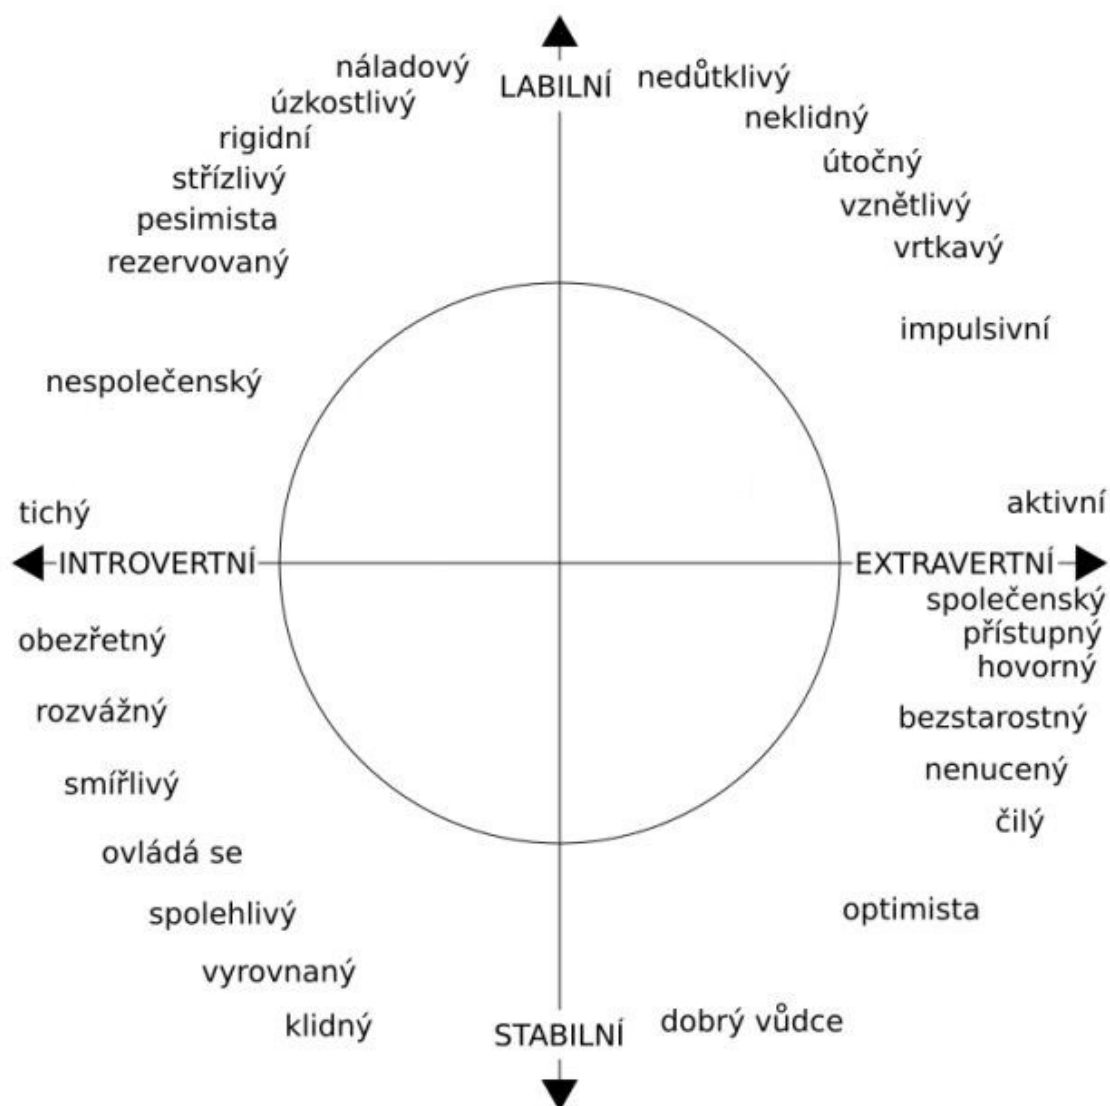 náladový
LABILNÍ
nedůtklivý
úzkostlivý
neklidný
rigidní
útočný
střízlivý
vznětlivý
pesimista
vrtkavý
rezervovaný
impulsivní
nespolečenský
aktivní
tichý
INTROVERTNÍ
EXTRAVERTNÍ
společenský
přístupný
obezřetný
hovorný
rozvážný
bezstarostný
nenucený
smířlivý
čilý
ovládá se
optimista
spolehlivý
vyrovnaný
klidný
STABILNÍ
dobrý vůdce